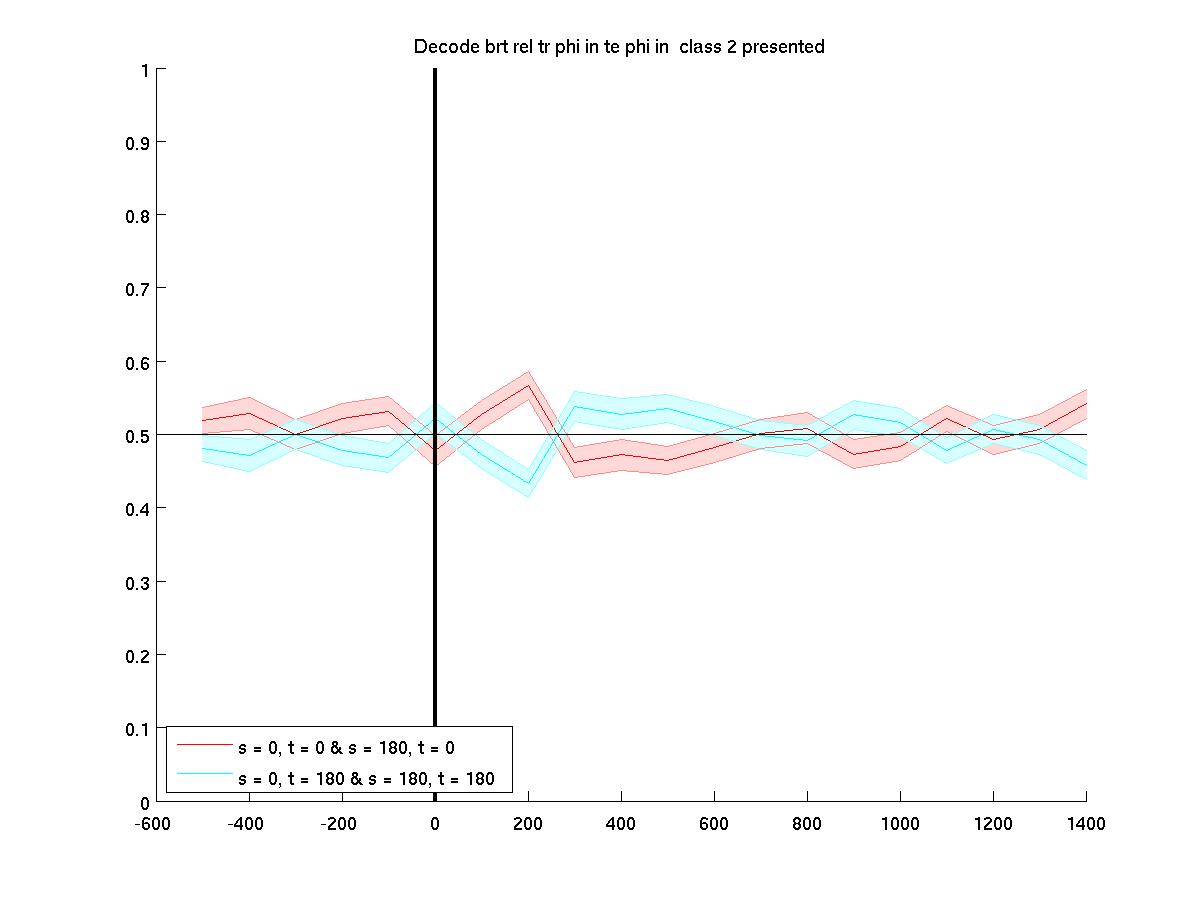 Decode brt rel tr phi in te phi in  class 2 presented
1
0.9
0.8
0.7
0.6
0.5
0.4
0.3
0.2
0.1
0
s = 0, t = 0 & s = 180, t = 0
s = 0, t = 180 & s = 180, t = 180
-600 -400 -200 0 200 400 600 800 1000 1200 1400